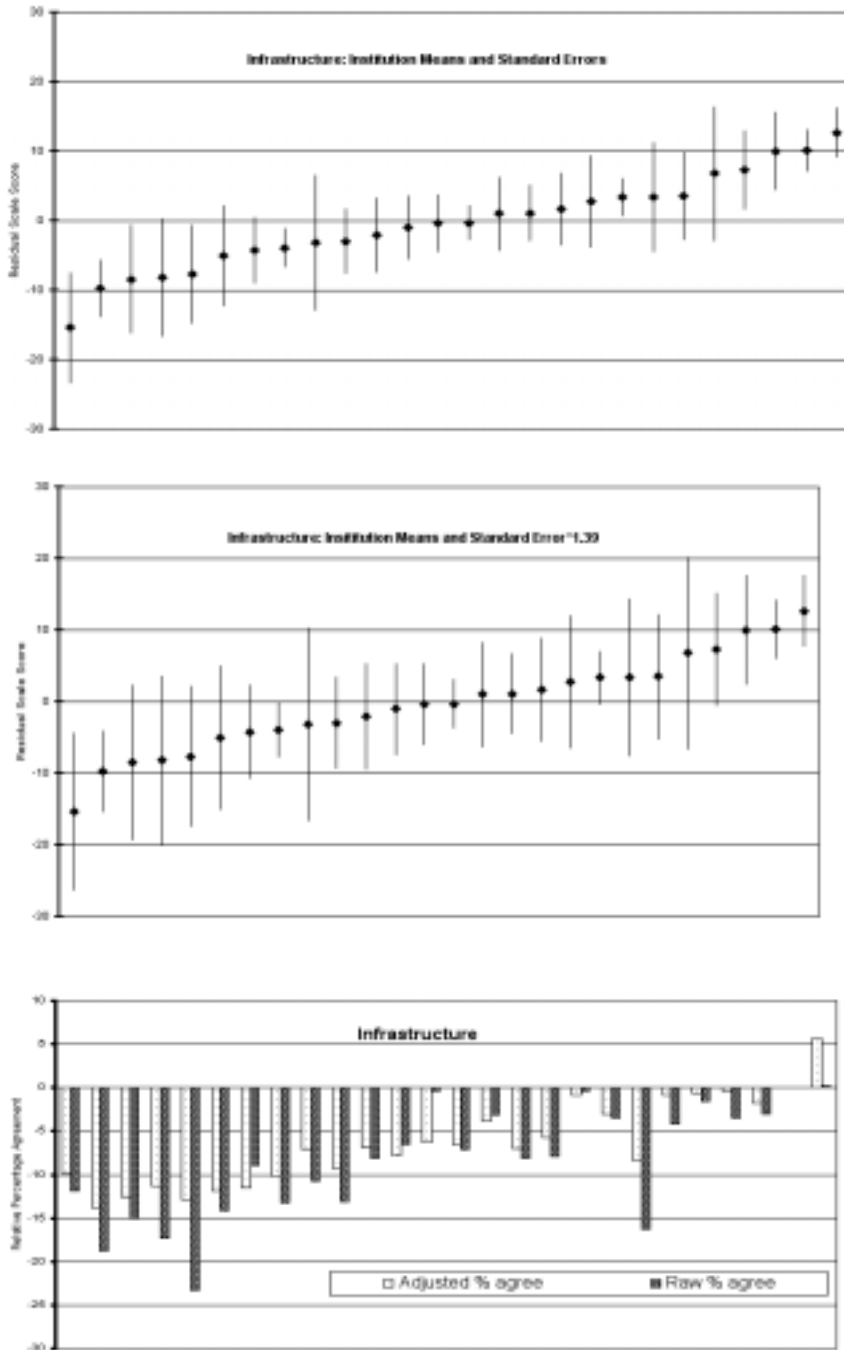 30
Infrastructure: Institution Means and Standard Errors
20
10
0
-10
-20
-30
Residual Scale Score
30
Infrastructure: Institution Means and Standard Error*1.39
20
10
0
-10
-20
-30
Residual Scale Score
10
Infrastructure
5
0
-5
-10
-15
-20
-25
-30
Relative Percentage Agreement
Adjusted % agree
Raw % agree